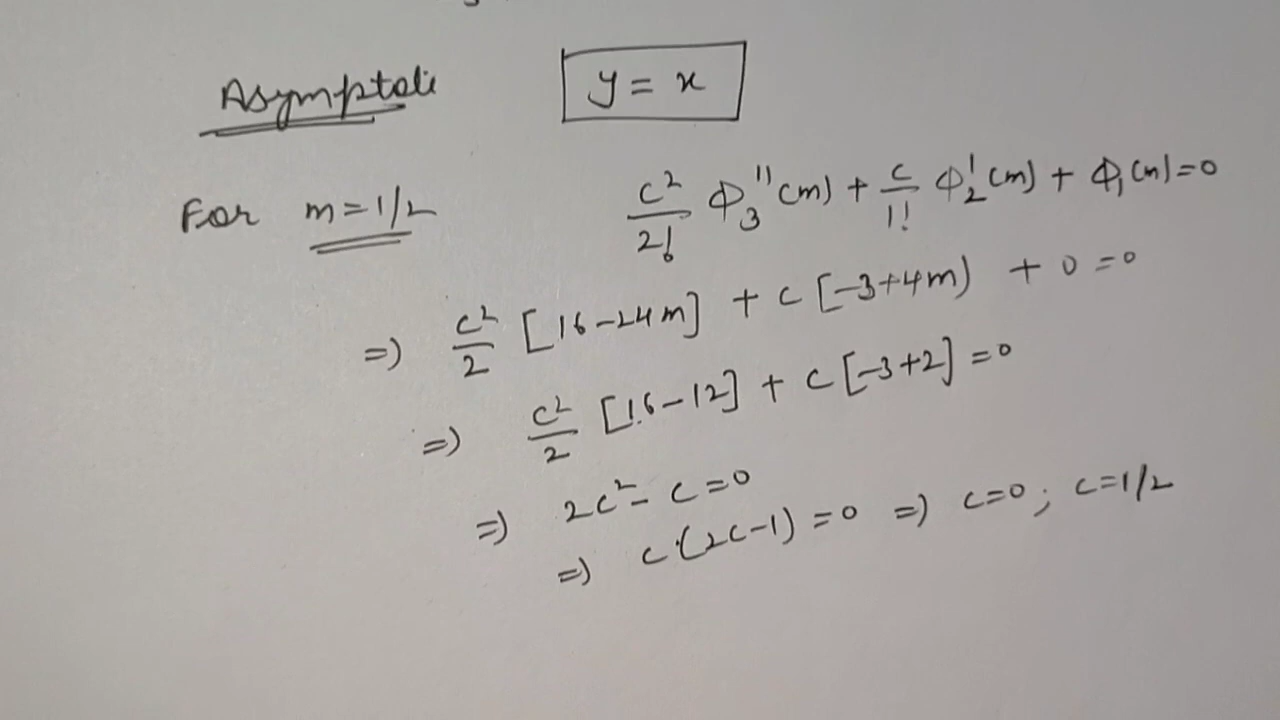 Asymptote y = x
For m = 1/2 c²/2! Φ₃''(m) + c/1! Φ₂'(m) + Φ₁(m) = 0
=) c²/2 [16-24m] + c [-3+4m) + 0 = 0
=) c²/2 [16-12] + c [-3+2] = 0
=) 2c² - c = 0
=) c·(2c-1) = 0 =) c=0; c=1/2